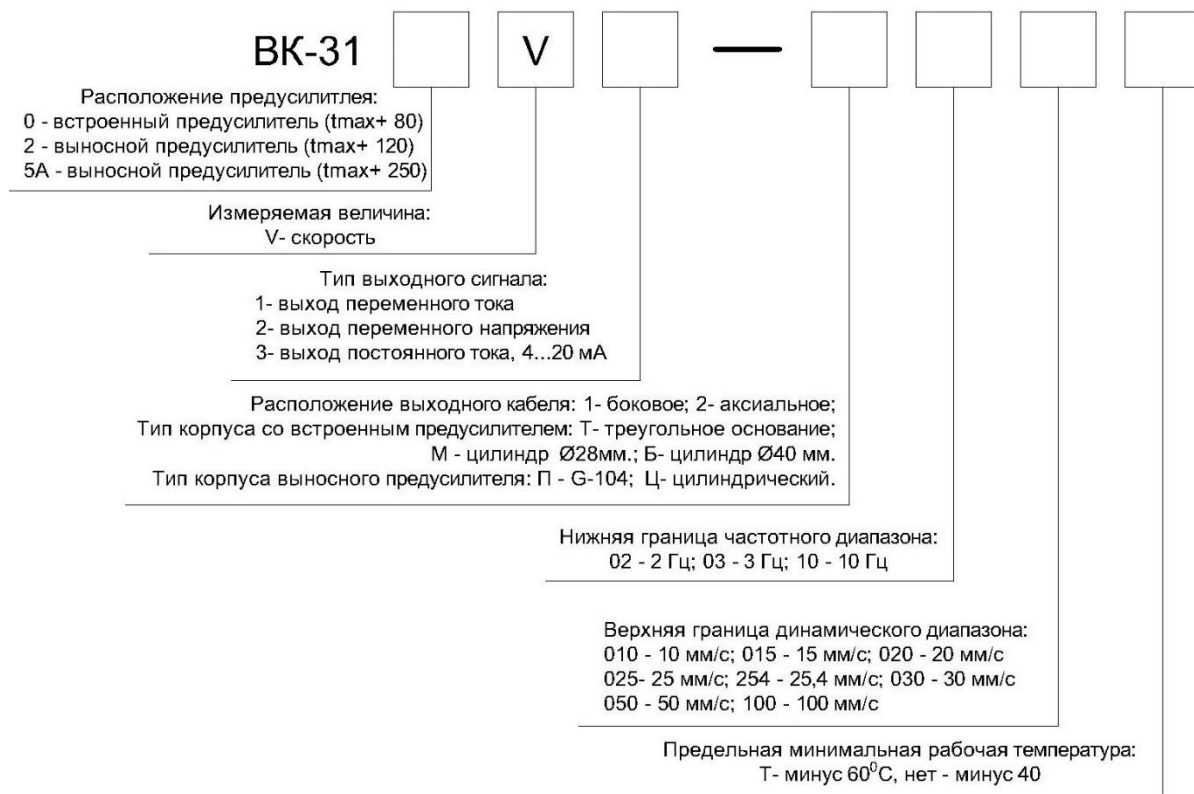 ВК-31 V —
Расположение предусилитлея:
0 - встроенный предусилитель (tmax+ 80)
2 - выносной предусилитель (tmax+ 120)
5А - выносной предусилитель (tmax+ 250)
Измеряемая величина:
V- скорость
Тип выходного сигнала:
1- выход переменного тока
2- выход переменного напряжения
3- выход постоянного тока, 4...20 мА
Расположение выходного кабеля: 1- боковое; 2- аксиальное;
Тип корпуса со встроенным предусилителем: Т- треугольное основание;
М - цилиндр Ø28мм.; Б- цилиндр Ø40 мм.
Тип корпуса выносного предусилителя: П - G-104; Ц- цилиндрический.
Нижняя граница частотного диапазона:
02 - 2 Гц; 03 - 3 Гц; 10 - 10 Гц
Верхняя граница динамического диапазона:
010 - 10 мм/с; 015 - 15 мм/с; 020 - 20 мм/с
025- 25 мм/с; 254 - 25,4 мм/с; 030 - 30 мм/с
050 - 50 мм/с; 100 - 100 мм/с
Предельная минимальная рабочая температура:
Т- минус 60⁰С, нет - минус 40